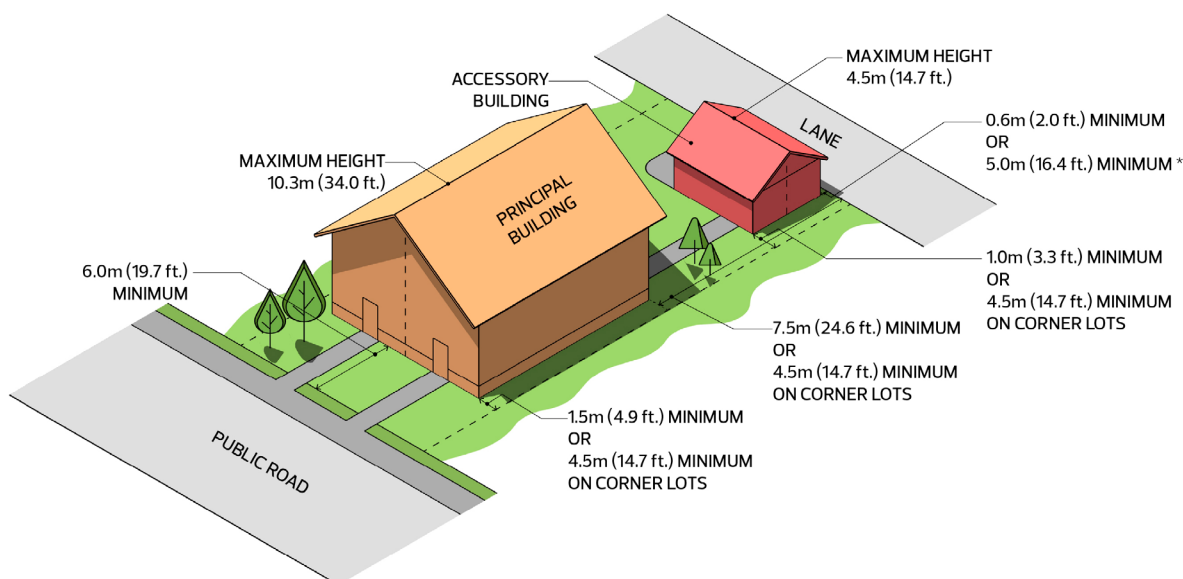 ACCESSORY
BUILDING
MAXIMUM HEIGHT
4.5m (14.7 ft.)
LANE
0.6m (2.0 ft.) MINIMUM
OR
5.0m (16.4 ft.) MINIMUM *
MAXIMUM HEIGHT
10.3m (34.0 ft.)
PRINCIPAL
BUILDING
6.0m (19.7 ft.)
MINIMUM
1.0m (3.3 ft.) MINIMUM
OR
4.5m (14.7 ft.) MINIMUM
ON CORNER LOTS
7.5m (24.6 ft.) MINIMUM
OR
4.5m (14.7 ft.) MINIMUM
ON CORNER LOTS
1.5m (4.9 ft.) MINIMUM
OR
4.5m (14.7 ft.) MINIMUM
ON CORNER LOTS
PUBLIC ROAD